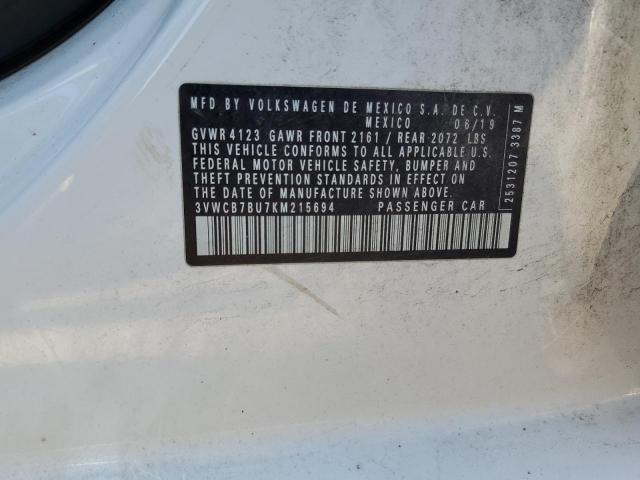 MFD BY VOLKSWAGEN DE MEXICO S.A. DE C.V.
MEXICO 06/19
GVWR 4123 GAWR FRONT 2161 / REAR 2072 LBS
THIS VEHICLE CONFORMS TO ALL APPLICABLE U.S.
FEDERAL MOTOR VEHICLE SAFETY, BUMPER AND
THEFT PREVENTION STANDARDS IN EFFECT ON
THE DATE OF MANUFACTURE SHOWN ABOVE.
3VWCB7BU7KM215694 PASSENGER CAR
2531207 3387 M